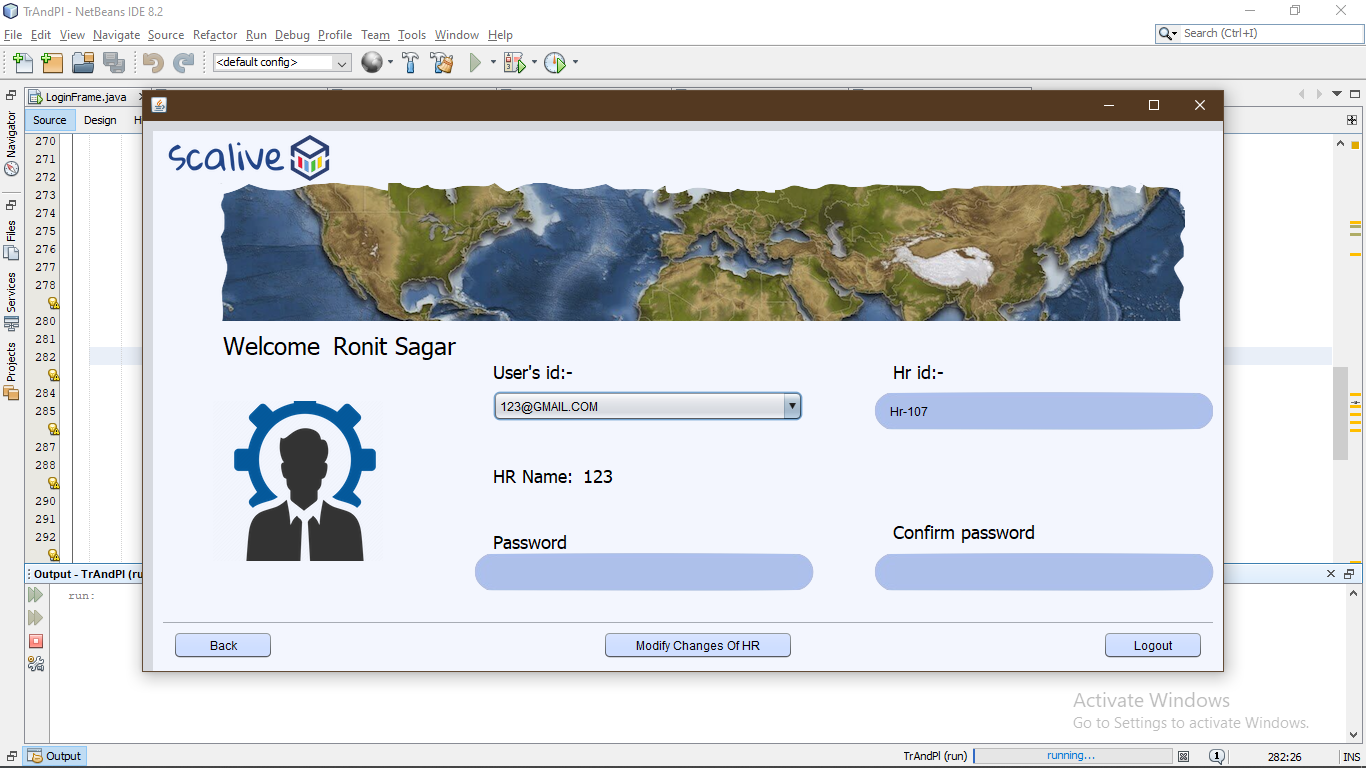 TrAndPl - NetBeans IDE 8.2
File Edit View Navigate Source Refactor Run Debug Profile Team Tools Window Help
Search (Ctrl+I)
<default config>
LoginFrame.java
Source Design H
Navigator
Files
Services
Projects
270
271
272
273
274
275
276
277
278
280
281
282
284
285
287
288
290
291
292
scalive
Welcome Ronit Sagar
User's id:-
Hr id:-
123@GMAIL.COM
Hr-107
HR Name: 123
Password
Confirm password
Back
Modify Changes Of HR
Logout
Output - TrAndPl (ru
run:
Activate Windows
Go to Settings to activate Windows.
Output
TrAndPl (run)
running...
1
282:26
INS